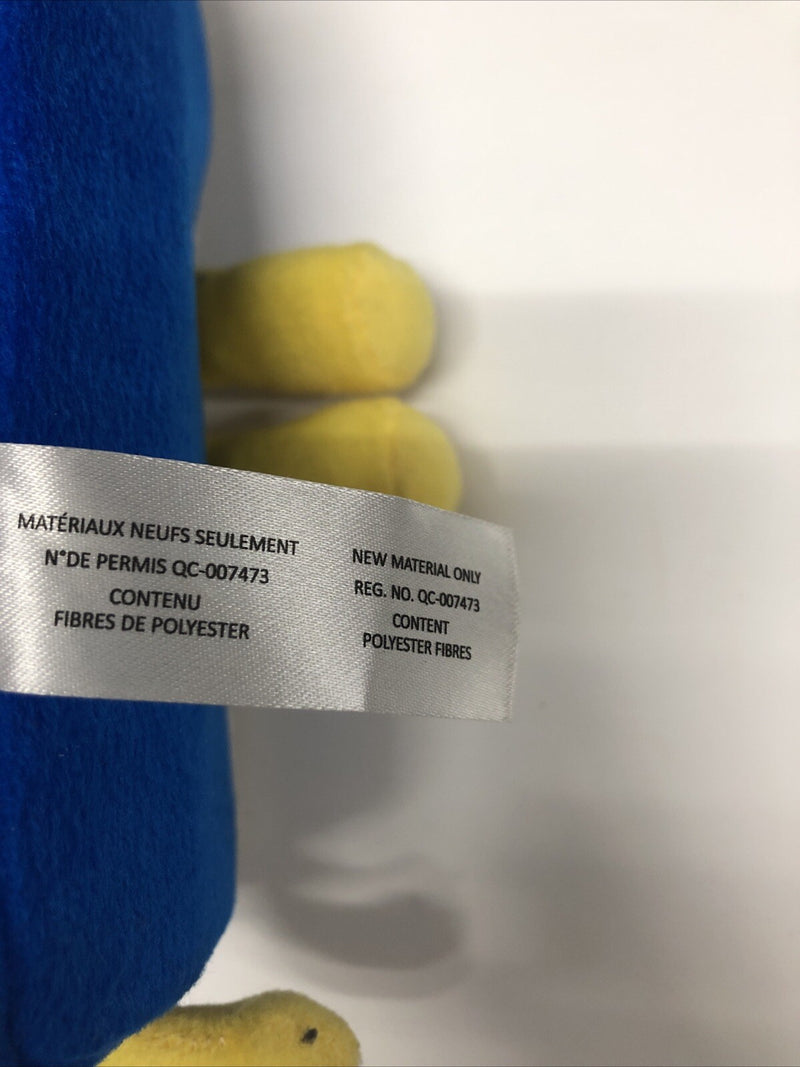 MATÉRIAUX NEUFS SEULEMENT
N°DE PERMIS QC-007473
CONTENU
FIBRES DE POLYESTER
NEW MATERIAL ONLY
REG. NO. QC-007473
CONTENT
POLYESTER FIBRES